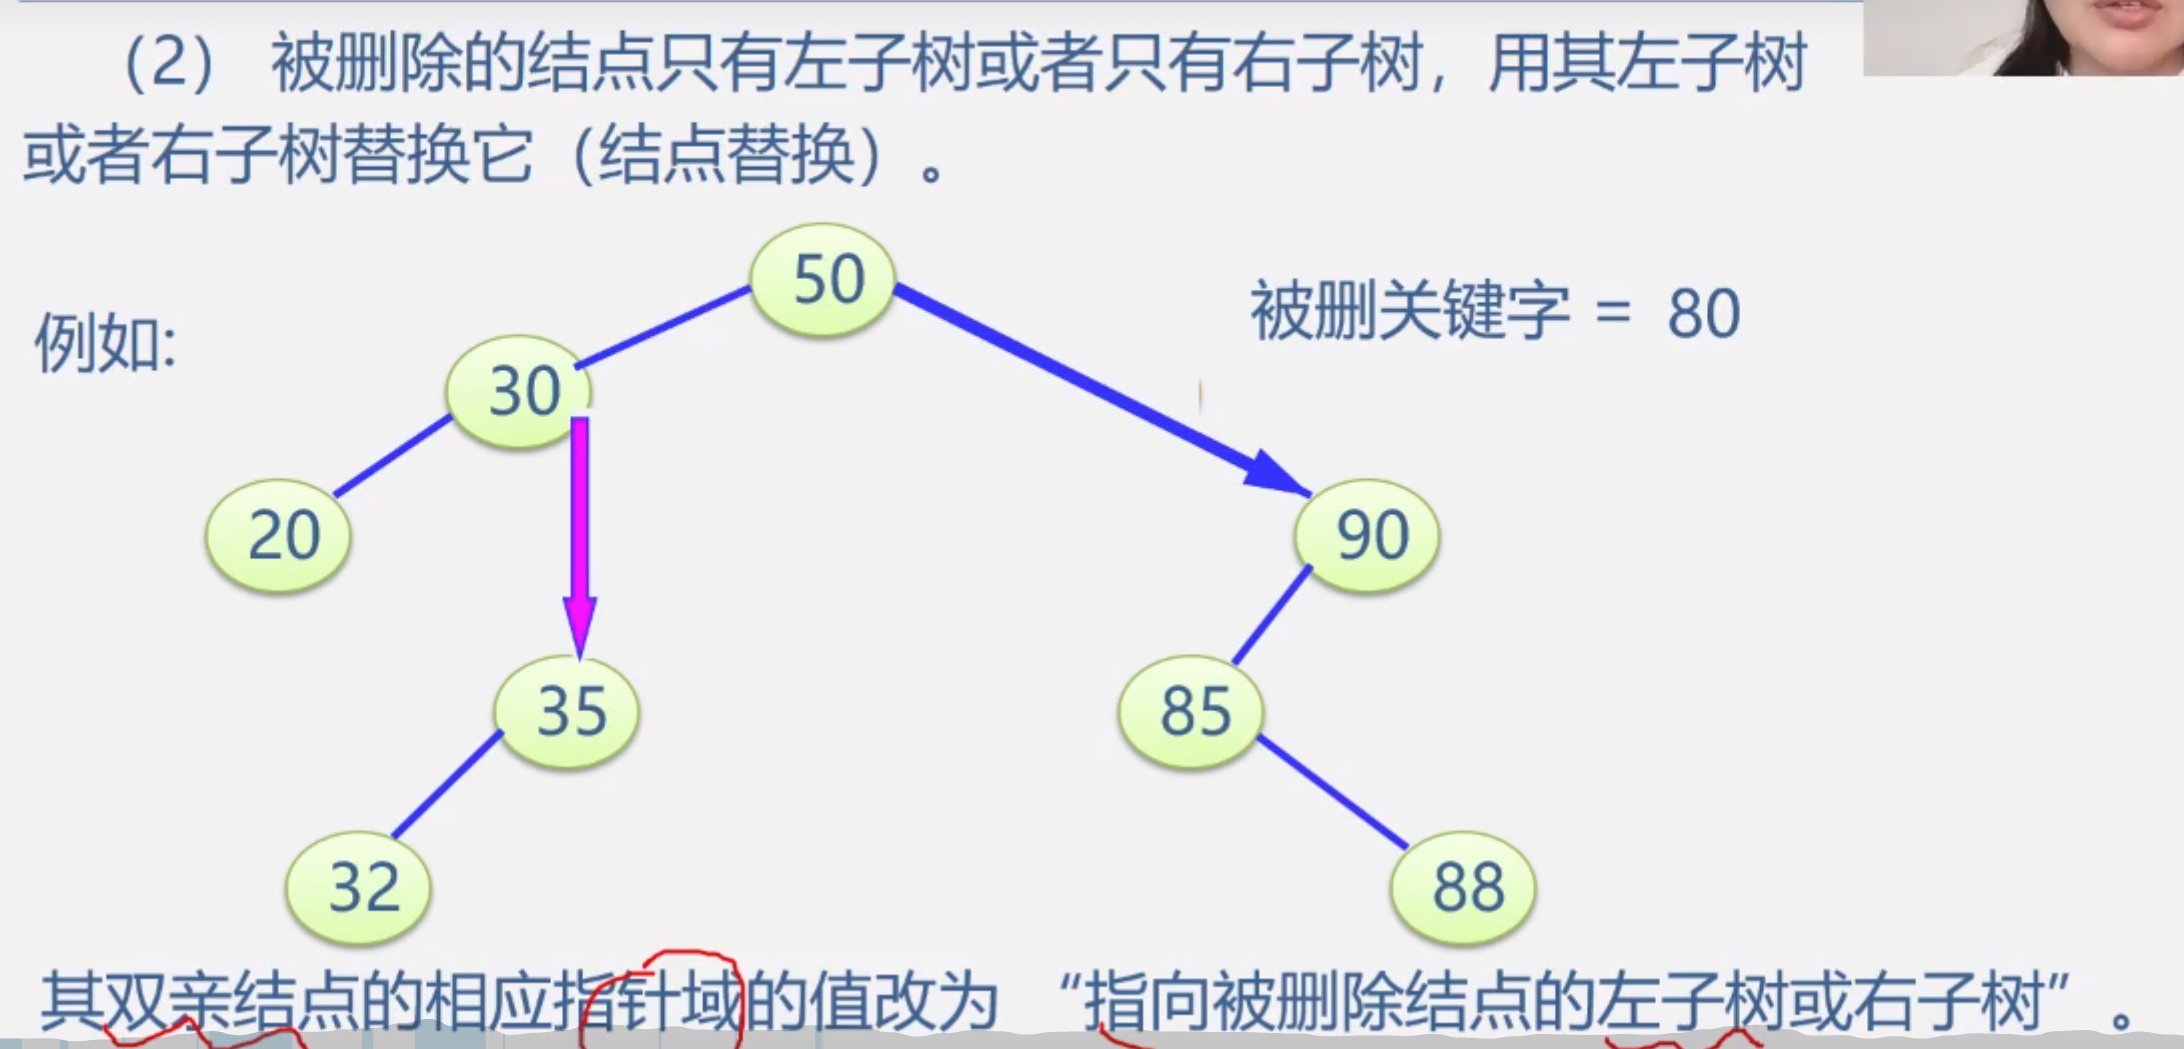 （2） 被删除的结点只有左子树或者只有右子树，用其左子树
或者右子树替换它（结点替换）。
例如:
50
被删关键字 = 80
30
20
90
35
85
32
88
其双亲结点的相应指针域的值改为 “指向被删除结点的左子树或右子树”。